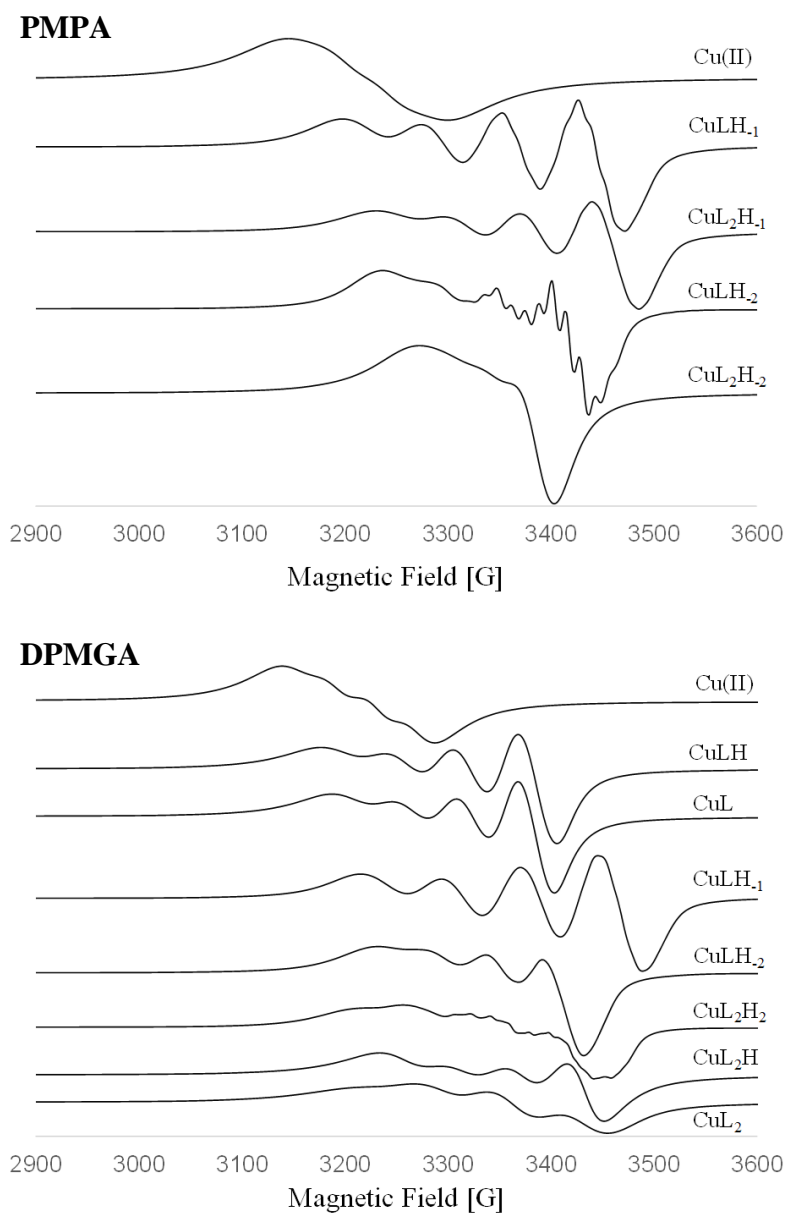 PMPA
Cu(II)
CuLH₋₁
CuL₂H₋₁
CuLH₋₂
CuL₂H₋₂
2900 3000 3100 3200 3300 3400 3500 3600
Magnetic Field [G]
DPMGA
Cu(II)
CuLH
CuL
CuLH₋₁
CuLH₋₂
CuL₂H₂
CuL₂H
CuL₂
2900 3000 3100 3200 3300 3400 3500 3600
Magnetic Field [G]